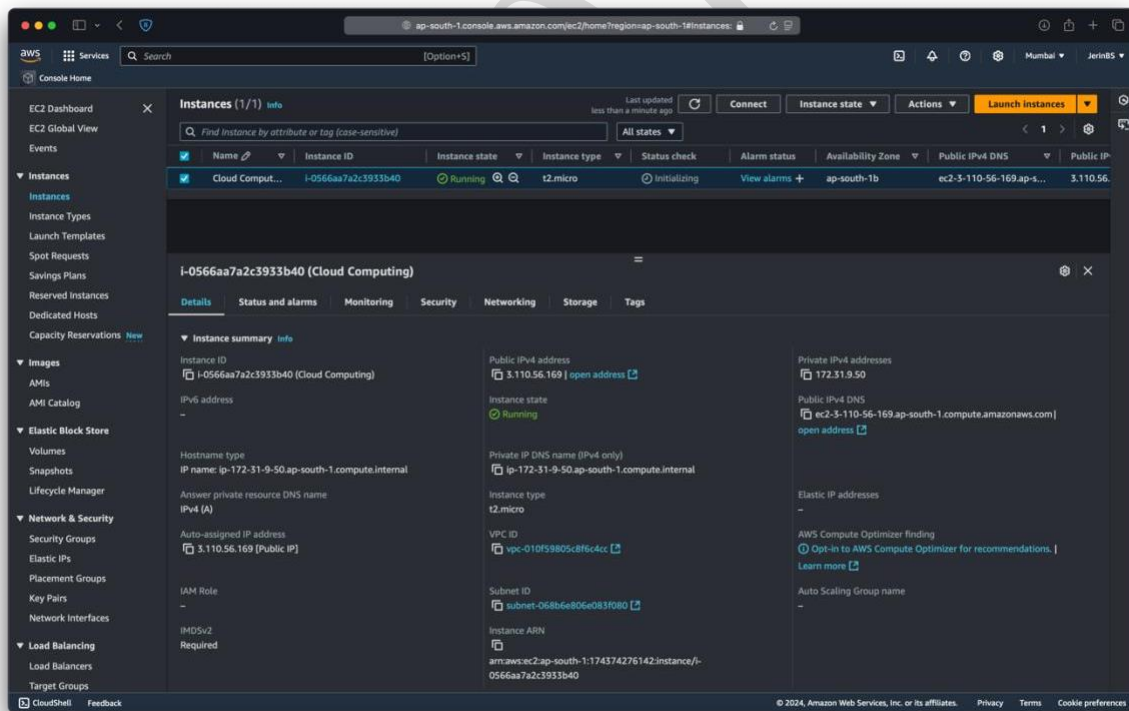 ap-south-1.console.aws.amazon.com/ec2/home?region=ap-south-1#Instances:
aws Services Search [Option+S] Mumbai JerinBS
Console Home
EC2 Dashboard
EC2 Global View
Events
Instances
Instances
Instance Types
Launch Templates
Spot Requests
Savings Plans
Reserved Instances
Dedicated Hosts
Capacity Reservations New
Images
AMIs
AMI Catalog
Elastic Block Store
Volumes
Snapshots
Lifecycle Manager
Network & Security
Security Groups
Elastic IPs
Placement Groups
Key Pairs
Network Interfaces
Load Balancing
Load Balancers
Target Groups
Instances (1/1) Info
Last updated
less than a minute ago
Connect Instance state Actions Launch instances
Find Instance by attribute or tag (case-sensitive) All states 1
Name Instance ID Instance state Instance type Status check Alarm status Availability Zone Public IPv4 DNS Public IP
Cloud Comput... i-0566aa7a2c3933b40 Running t2.micro Initializing View alarms + ap-south-1b ec2-3-110-56-169.ap-s... 3.110.56.
i-0566aa7a2c3933b40 (Cloud Computing)
Details Status and alarms Monitoring Security Networking Storage Tags
Instance summary Info
Instance ID
i-0566aa7a2c3933b40 (Cloud Computing)
Public IPv4 address
3.110.56.169 | open address
Private IPv4 addresses
172.31.9.50
IPv6 address
–
Instance state
Running
Public IPv4 DNS
ec2-3-110-56-169.ap-south-1.compute.amazonaws.com |
open address
Hostname type
IP name: ip-172-31-9-50.ap-south-1.compute.internal
Private IP DNS name (IPv4 only)
ip-172-31-9-50.ap-south-1.compute.internal
Answer private resource DNS name
IPv4 (A)
Instance type
t2.micro
Elastic IP addresses
–
Auto-assigned IP address
3.110.56.169 [Public IP]
VPC ID
vpc-010f59805c8f6c4cc
AWS Compute Optimizer finding
Opt-in to AWS Compute Optimizer for recommendations. |
Learn more
IAM Role
–
Subnet ID
subnet-068b6e806e083f080
Auto Scaling Group name
–
IMDSv2
Required
Instance ARN
arn:aws:ec2:ap-south-1:174374276142:instance/i-
0566aa7a2c3933b40
CloudShell Feedback © 2024, Amazon Web Services, Inc. or its affiliates. Privacy Terms Cookie preferences